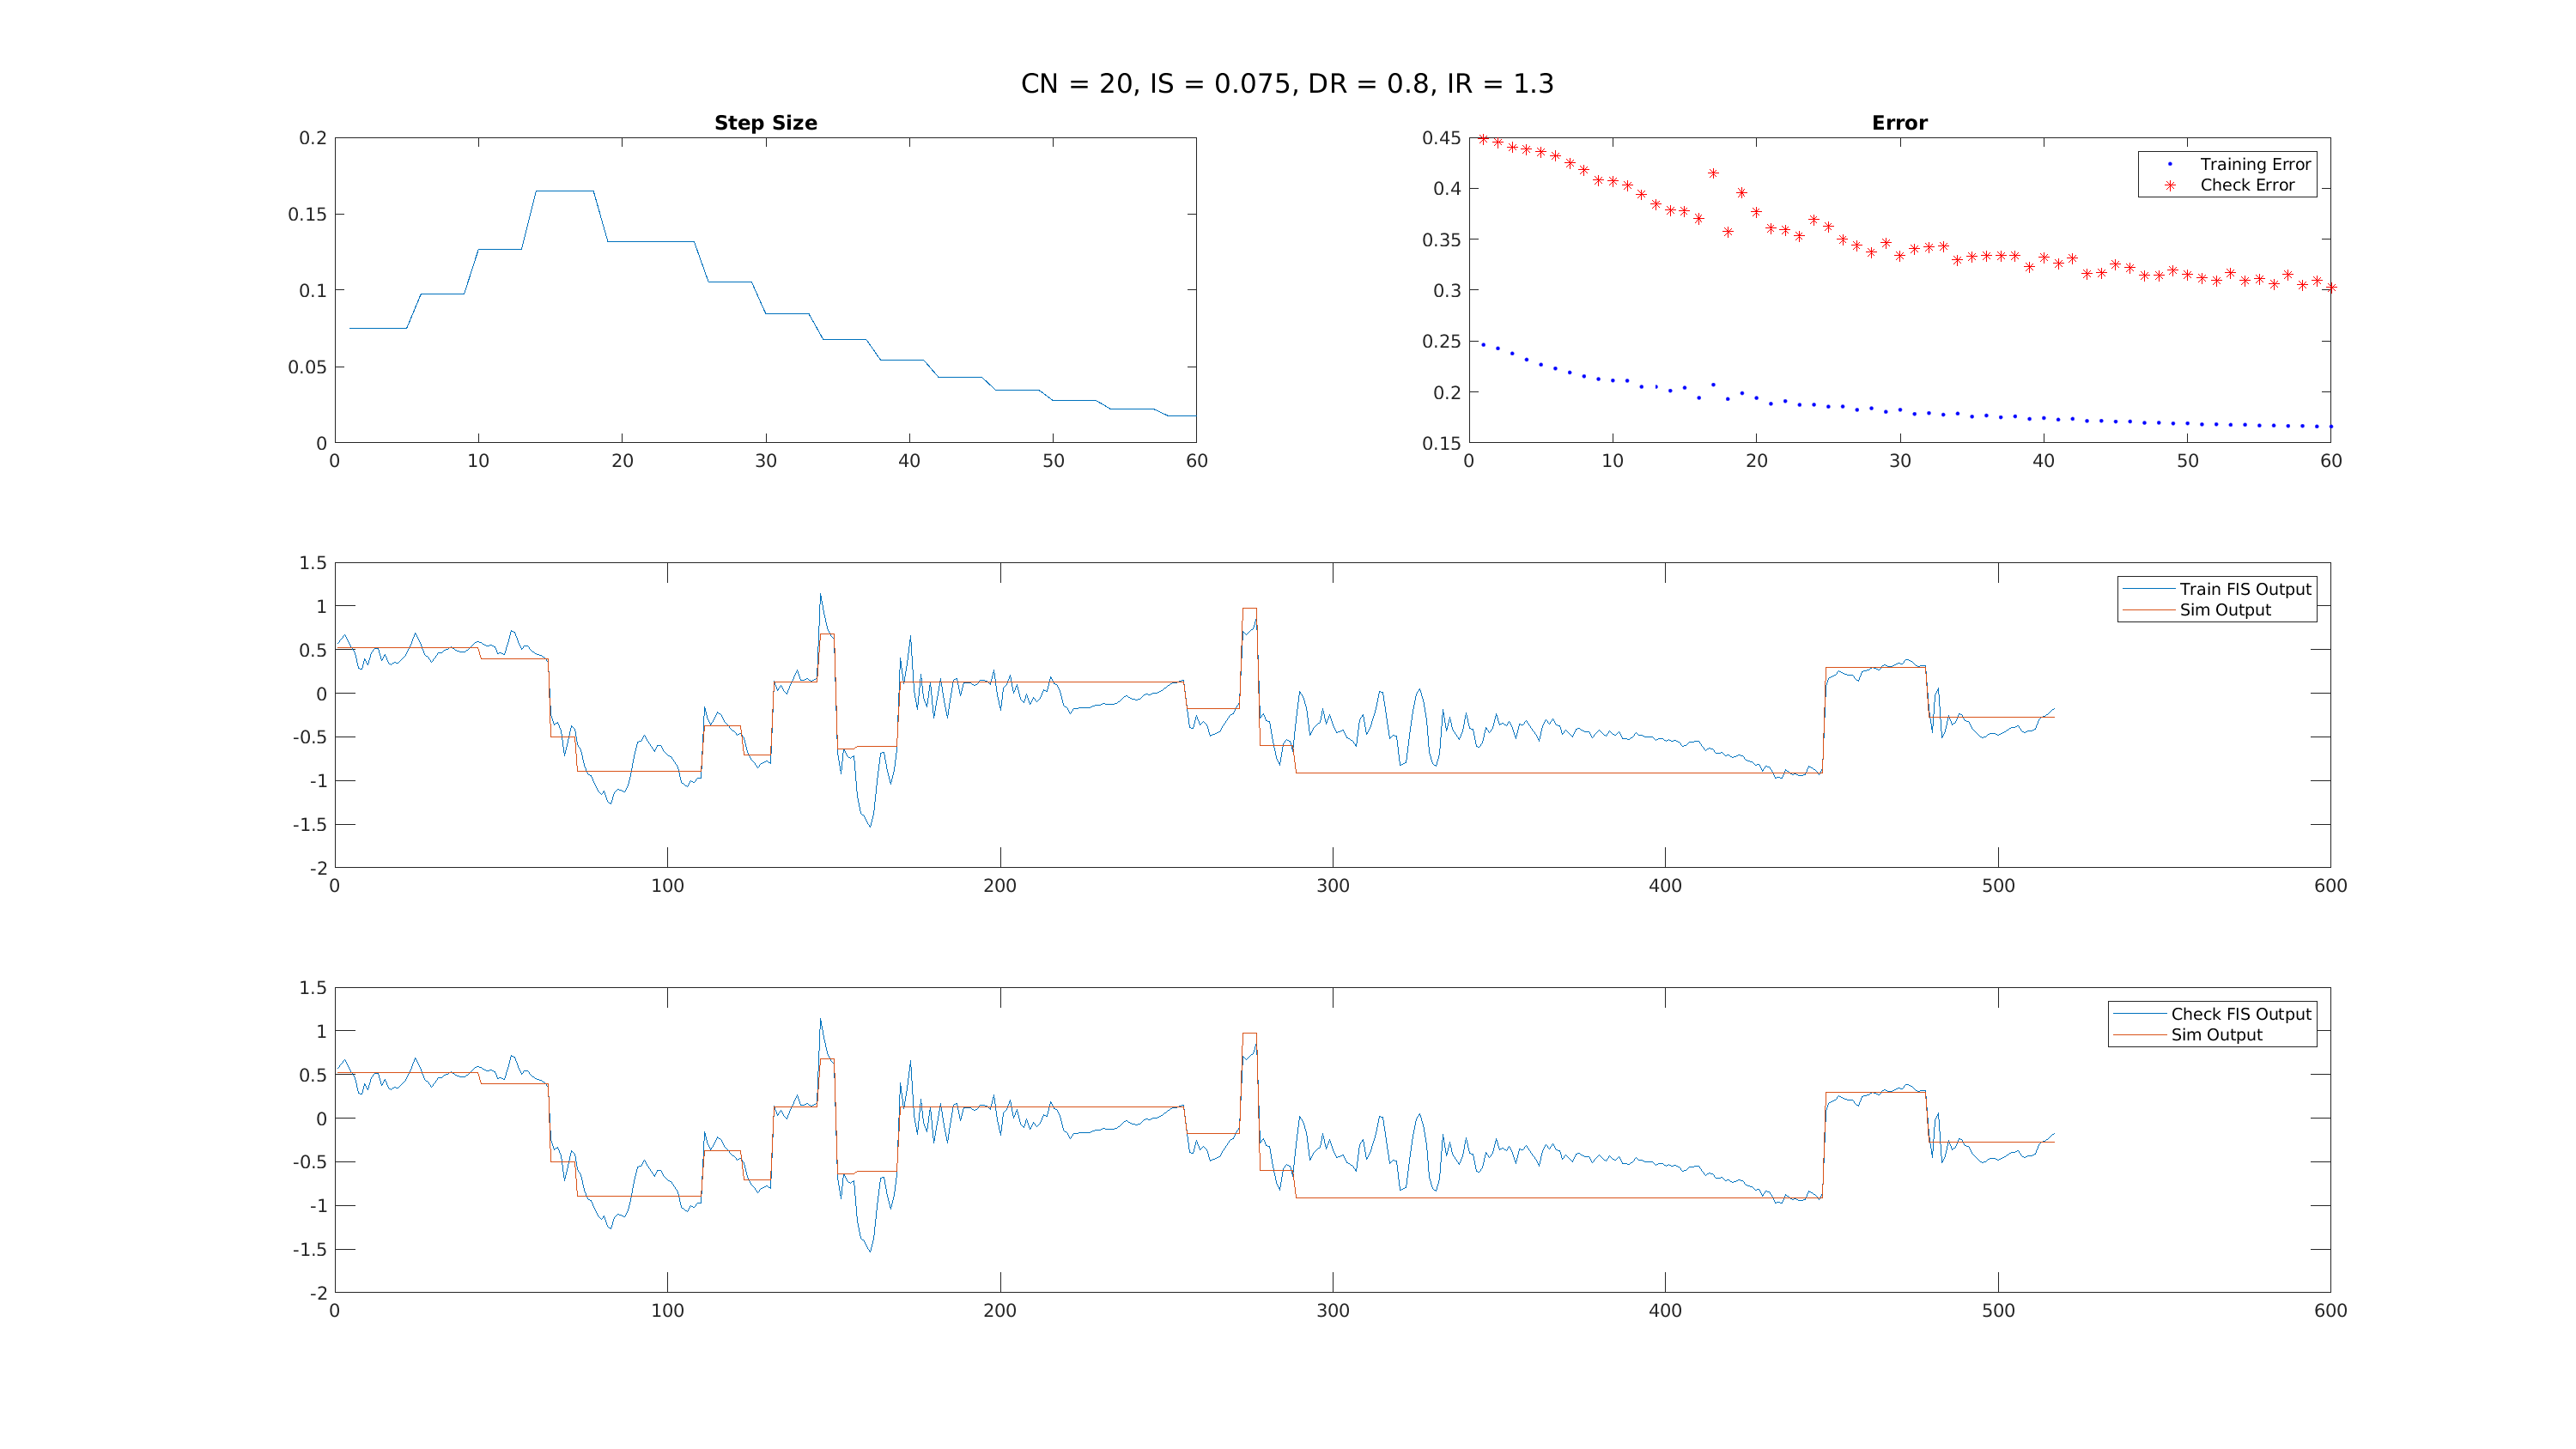 CN = 20, IS = 0.075, DR = 0.8, IR = 1.3
Step Size
0.2
0.15
0.1
0.05
0
0 10 20 30 40 50 60
Error
0.45
0.4
0.35
0.3
0.25
0.2
0.15
0 10 20 30 40 50 60
Training Error
Check Error
1.5
1
0.5
0
-0.5
-1
-1.5
-2
0 100 200 300 400 500 600
Train FIS Output
Sim Output
1.5
1
0.5
0
-0.5
-1
-1.5
-2
0 100 200 300 400 500 600
Check FIS Output
Sim Output